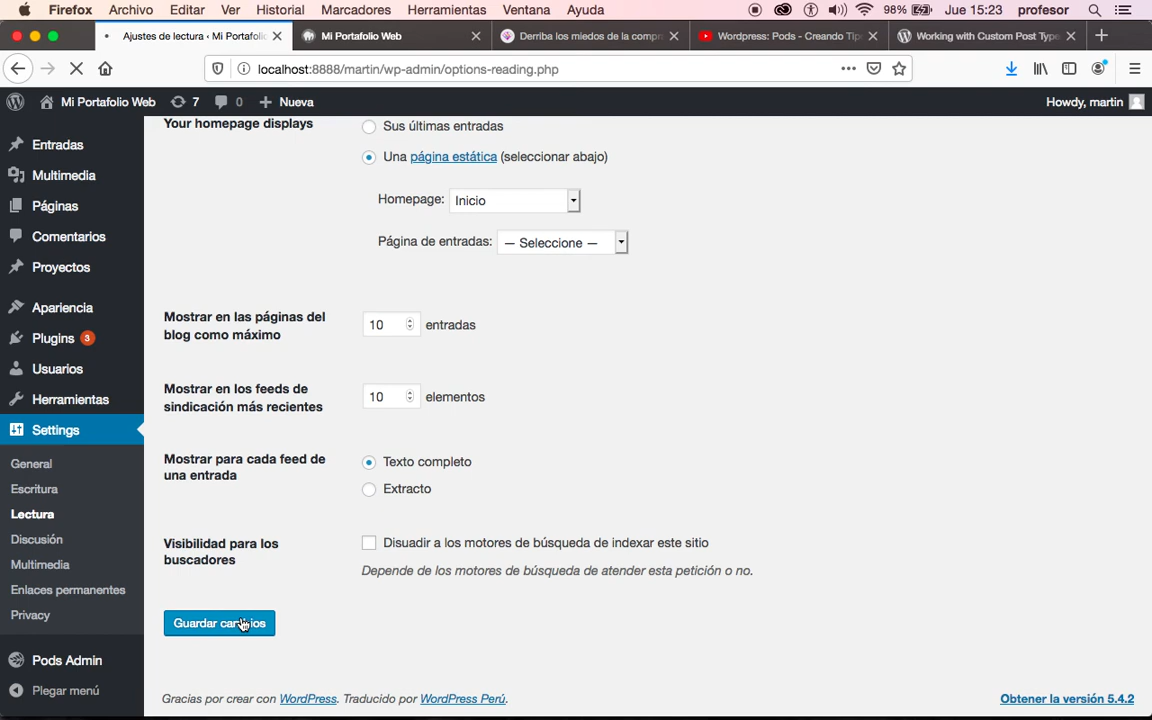 Firefox Archivo Editar Ver Historial Marcadores Herramientas Ventana Ayuda 98% Jue 15:23 profesor
Ajustes de lectura ‹ Mi Portafolio Mi Portafolio Web Derriba los miedos de la compr Wordpress: Pods - Creando Tip Working with Custom Post Type
localhost:8888/martin/wp-admin/options-reading.php
Mi Portafolio Web 7 0 + Nueva Howdy, martin
Entradas
Multimedia
Páginas
Comentarios
Proyectos
Apariencia
Plugins 3
Usuarios
Herramientas
Settings
General
Escritura
Lectura
Discusión
Multimedia
Enlaces permanentes
Privacy
Pods Admin
Plegar menú
Your homepage displays
Sus últimas entradas
Una página estática (seleccionar abajo)
Homepage: Inicio
Página de entradas: — Seleccione —
Mostrar en las páginas del
blog como máximo
10 entradas
Mostrar en los feeds de
sindicación más recientes
10 elementos
Mostrar para cada feed de
una entrada
Texto completo
Extracto
Visibilidad para los
buscadores
Disuadir a los motores de búsqueda de indexar este sitio
Depende de los motores de búsqueda de atender esta petición o no.
Guardar cambios
Gracias por crear con WordPress. Traducido por WordPress Perú.
Obtener la versión 5.4.2